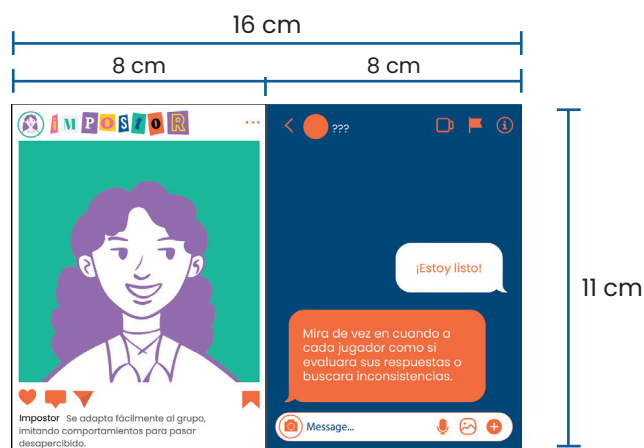 16 cm
8 cm
8 cm
IMPOSTOR
???
¡Estoy listo!
11 cm
Mira de vez en cuando a
cada jugador como si
evaluara sus respuestas o
buscara inconsistencias.
Impostor Se adapta fácilmente al grupo,
imitando comportamientos para pasar
desapercibido.
Message...